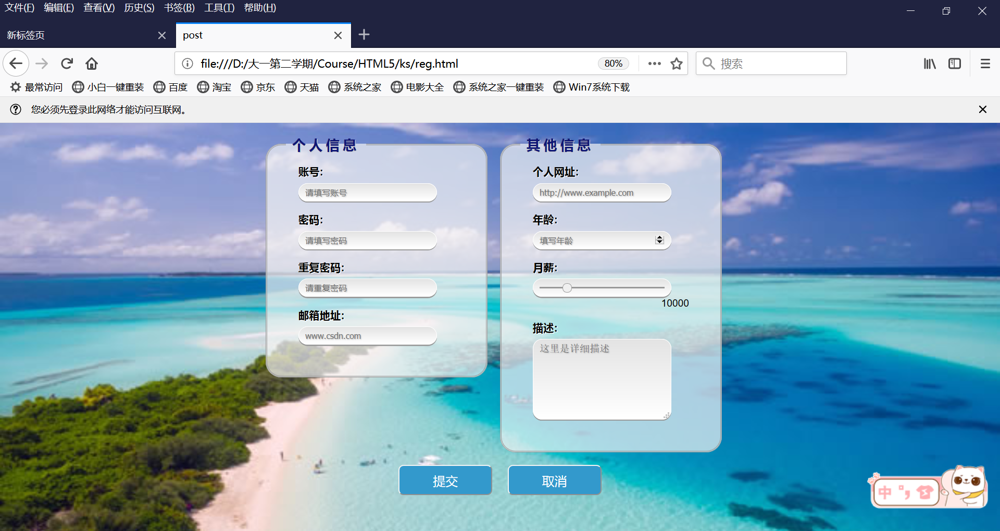 文件(F) 编辑(E) 查看(V) 历史(S) 书签(B) 工具(T) 帮助(H)
新标签页 post
file:///D:/大一第二学期/Course/HTML5/ks/reg.html 80% 搜索
最常访问 小白一键重装 百度 淘宝 京东 天猫 系统之家 电影大全 系统之家一键重装 Win7系统下载
您必须先登录此网络才能访问互联网。
个人信息
账号:
请填写账号
密码:
请填写密码
重复密码:
请重复密码
邮箱地址:
www.csdn.com
其他信息
个人网址:
http://www.example.com
年龄:
填写年龄
月薪:
10000
描述:
这里是详细描述
提交 取消
中 °,